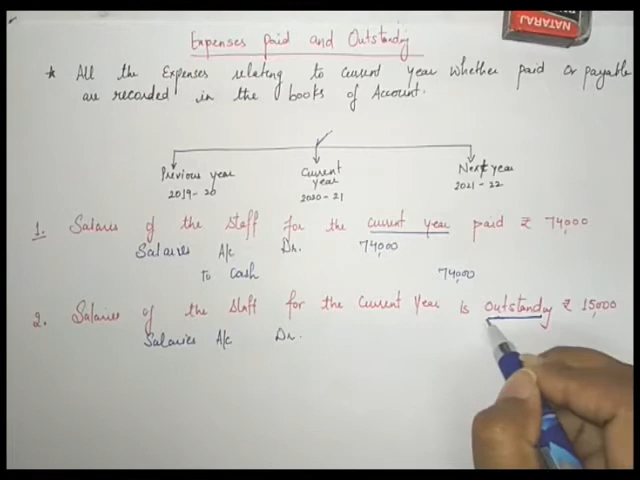 NATARAJ
Expenses paid and Outstanding
* All the Expenses relating to current year whether paid or payable
are recorded in the books of Account.
Previous year Current year Next year
2019-20 2020-21 2021-22
1. Salaries of the staff for the current year paid ₹ 74,000
Salaries A/c Dr. 74,000
To cash 74,000
2. Salaries of the staff for the current year is outstanding ₹ 15,000
Salaries A/c Dr.